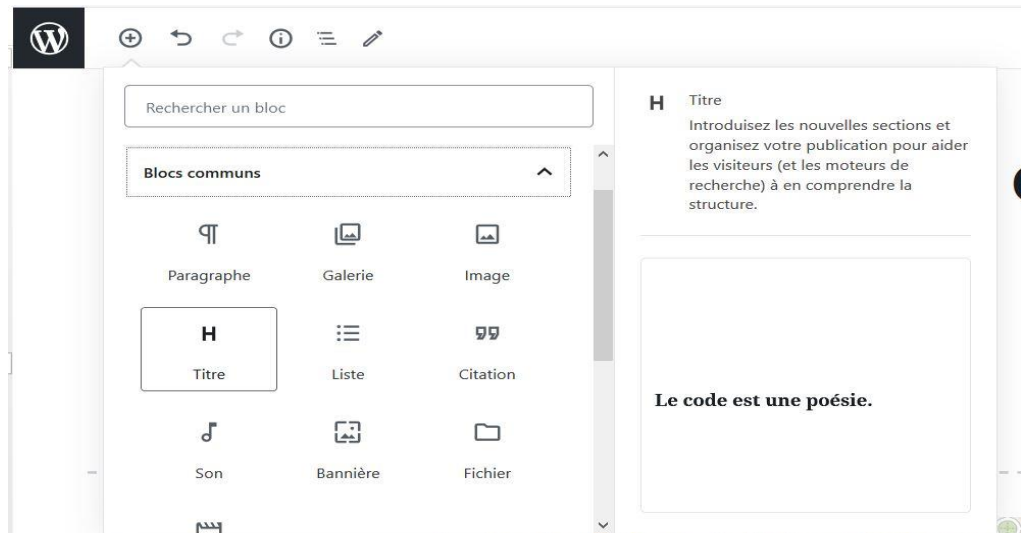 Rechercher un bloc
Blocs communs
Paragraphe
Galerie
Image
Titre
Liste
Citation
Son
Bannière
Fichier
H
Titre
Introduisez les nouvelles sections et
organisez votre publication pour aider
les visiteurs (et les moteurs de
recherche) à en comprendre la
structure.
Le code est une poésie.